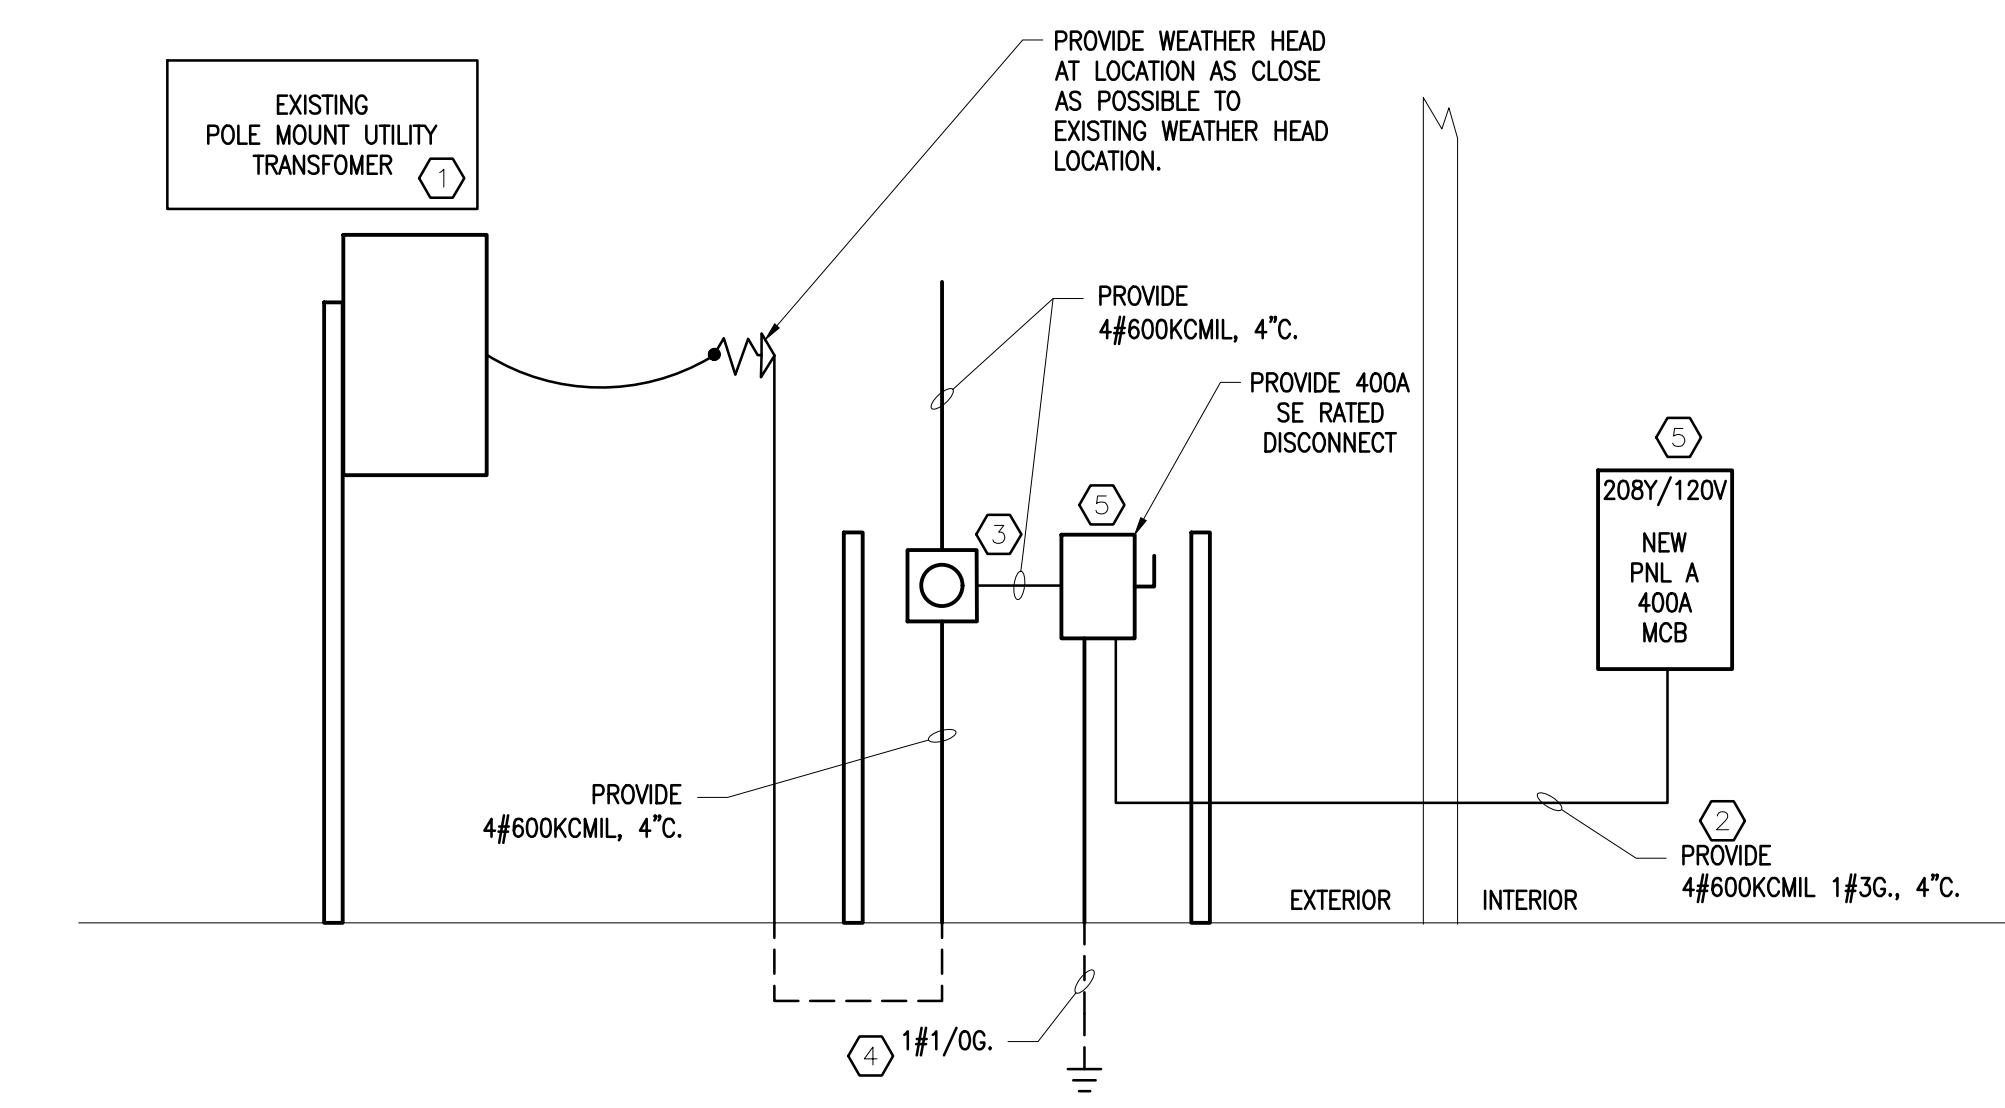 EXISTING
POLE MOUNT UTILITY
TRANSFOMER
1
PROVIDE WEATHER HEAD
AT LOCATION AS CLOSE
AS POSSIBLE TO
EXISTING WEATHER HEAD
LOCATION.
PROVIDE
4#600KCMIL, 4"C.
PROVIDE 400A
SE RATED
DISCONNECT
3
5
5
208Y/120V
NEW
PNL A
400A
MCB
PROVIDE
4#600KCMIL, 4"C.
2
PROVIDE
4#600KCMIL 1#3G., 4"C.
EXTERIOR
INTERIOR
4
1#1/0G.